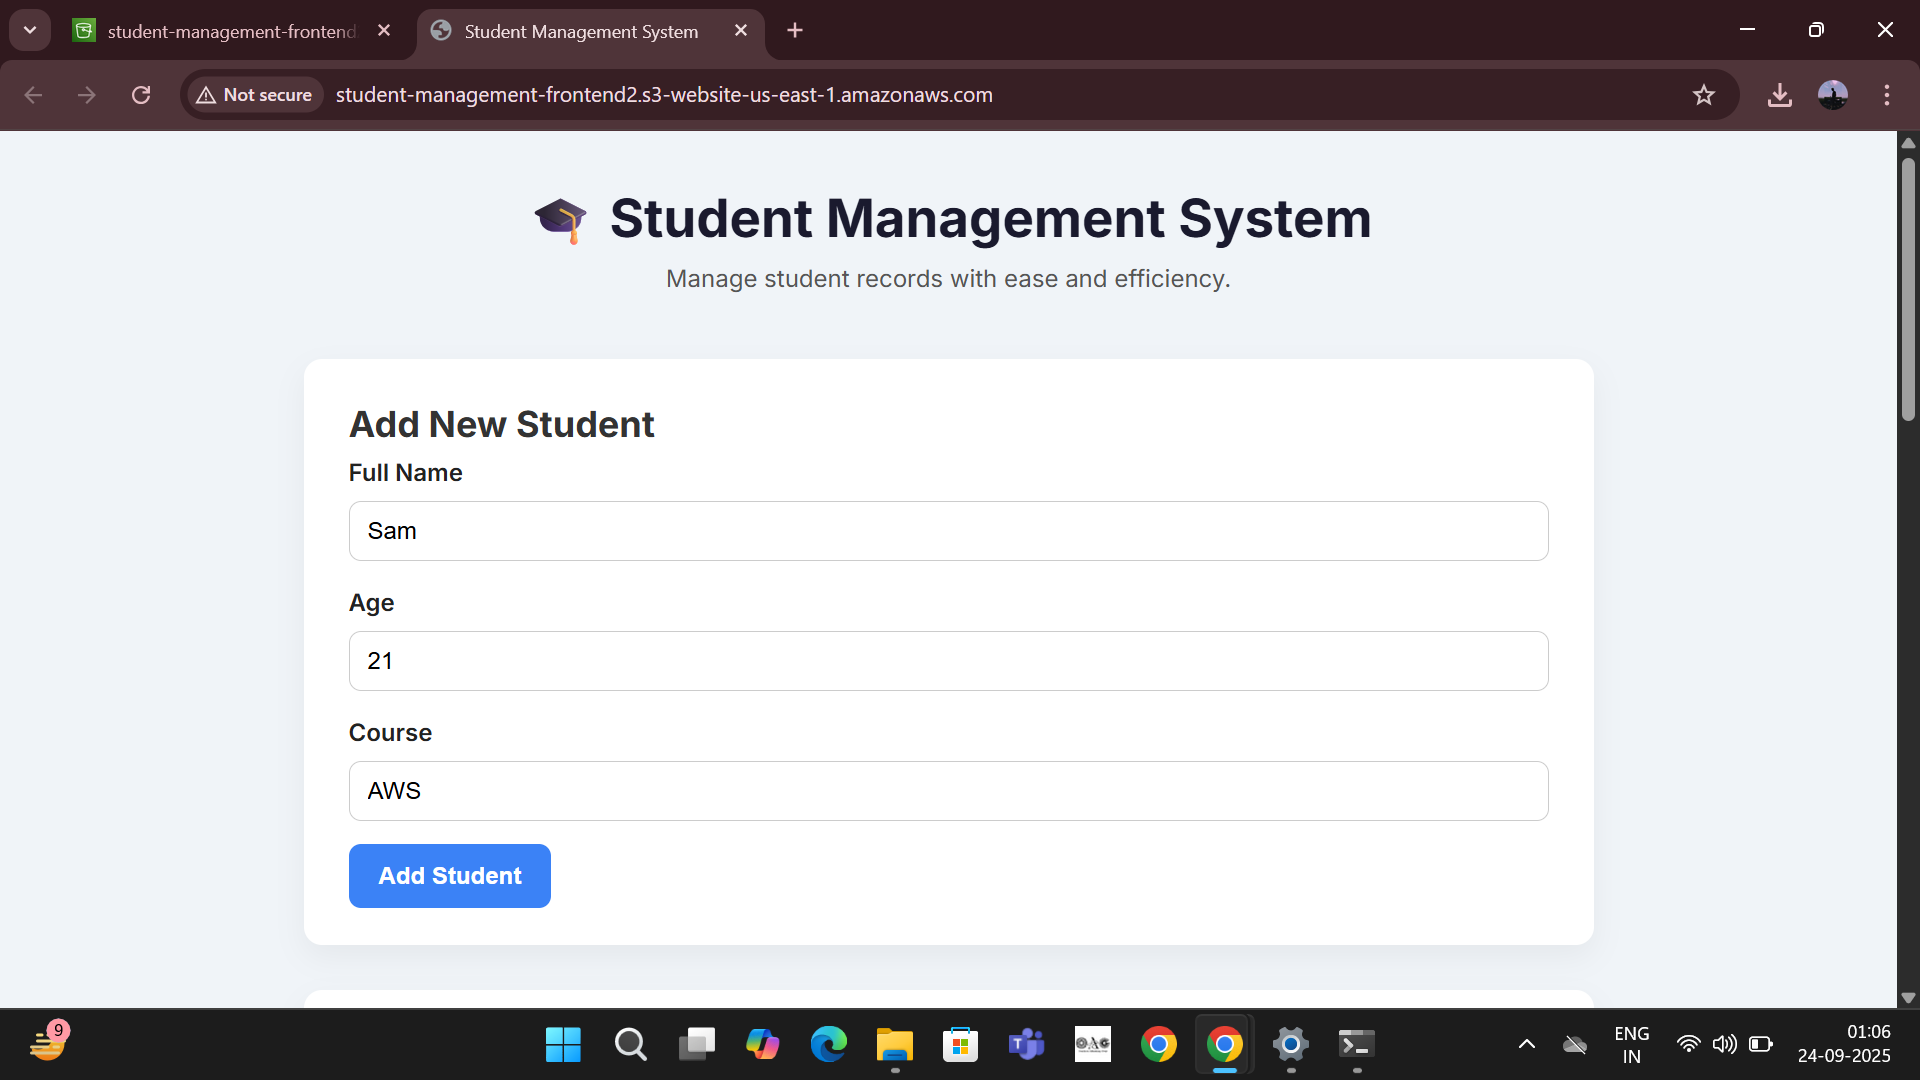 student-management-frontend
Student Management System
Not secure
student-management-frontend2.s3-website-us-east-1.amazonaws.com
Student Management System
Manage student records with ease and efficiency.
Add New Student
Full Name
Sam
Age
21
Course
AWS
Add Student
9
T
OAG
ENG
IN
01:06
24-09-2025